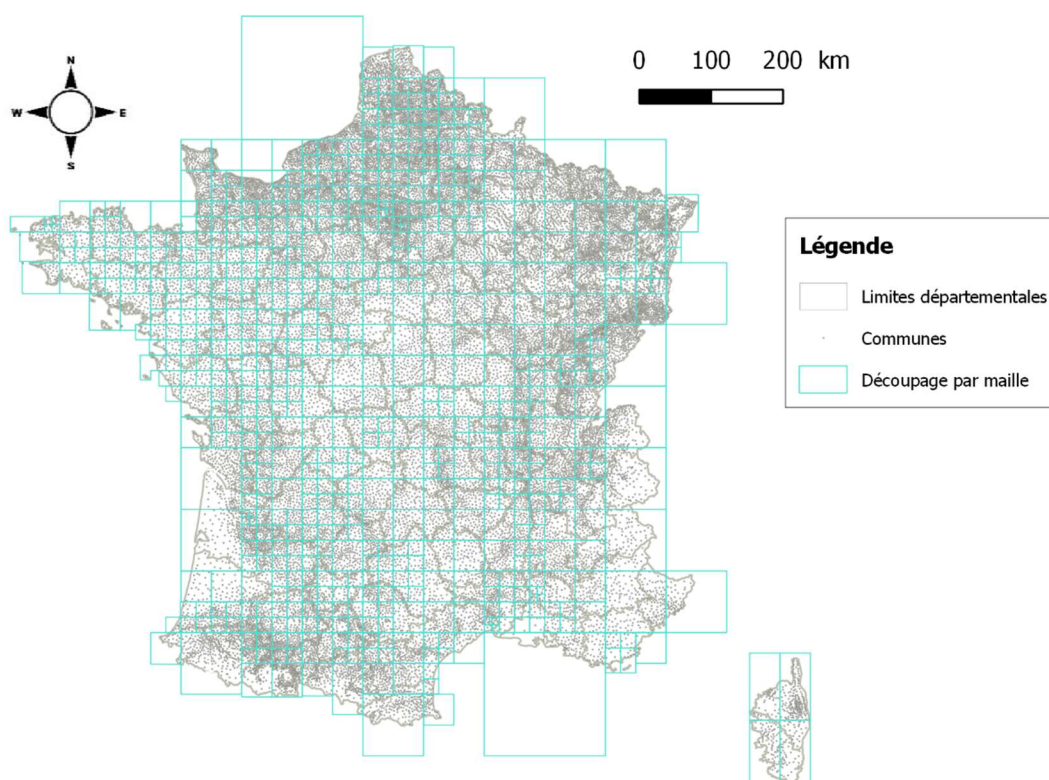 N
W E
S
0 100 200 km
Légende
Limites départementales
Communes
Découpage par maille